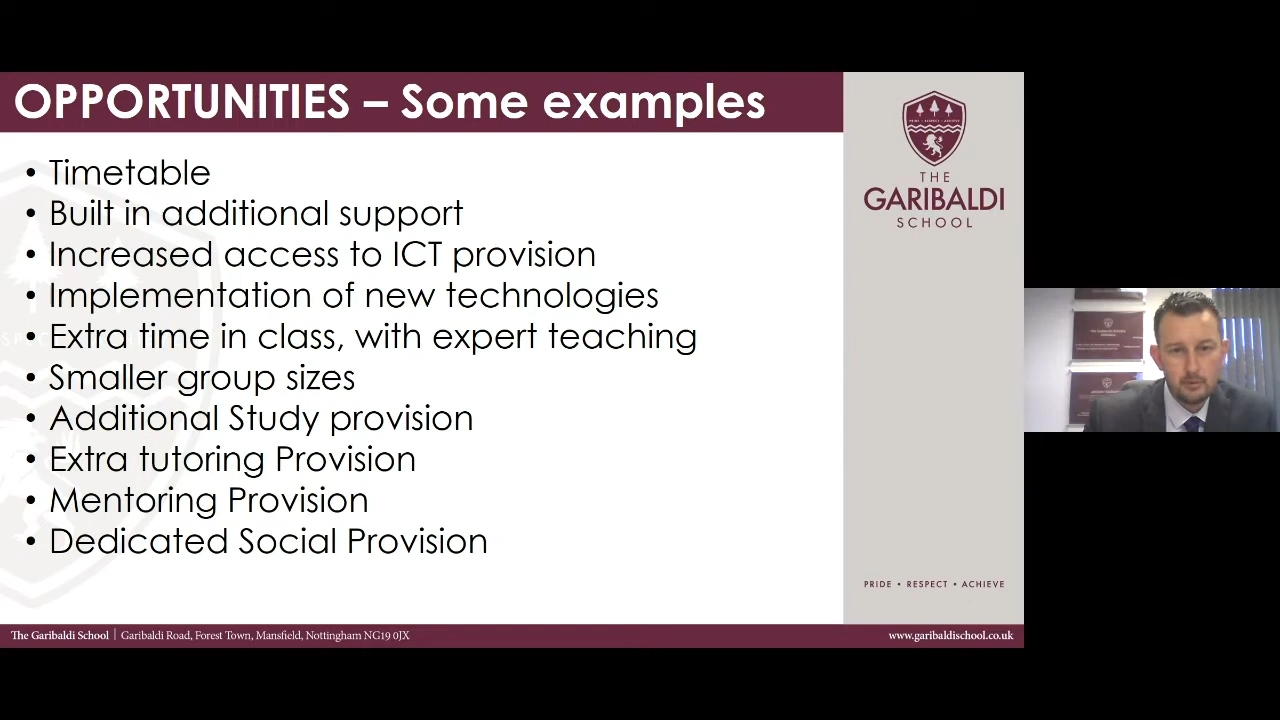 OPPORTUNITIES – Some examples
• Timetable
• Built in additional support
• Increased access to ICT provision
• Implementation of new technologies
• Extra time in class, with expert teaching
• Smaller group sizes
• Additional Study provision
• Extra tutoring Provision
• Mentoring Provision
• Dedicated Social Provision
PRIDE • RESPECT • ACHIEVE
THE
GARIBALDI
SCHOOL
PRIDE • RESPECT • ACHIEVE
The Garibaldi School | Garibaldi Road, Forest Town, Mansfield, Nottingham NG19 0JX
www.garibaldischool.co.uk